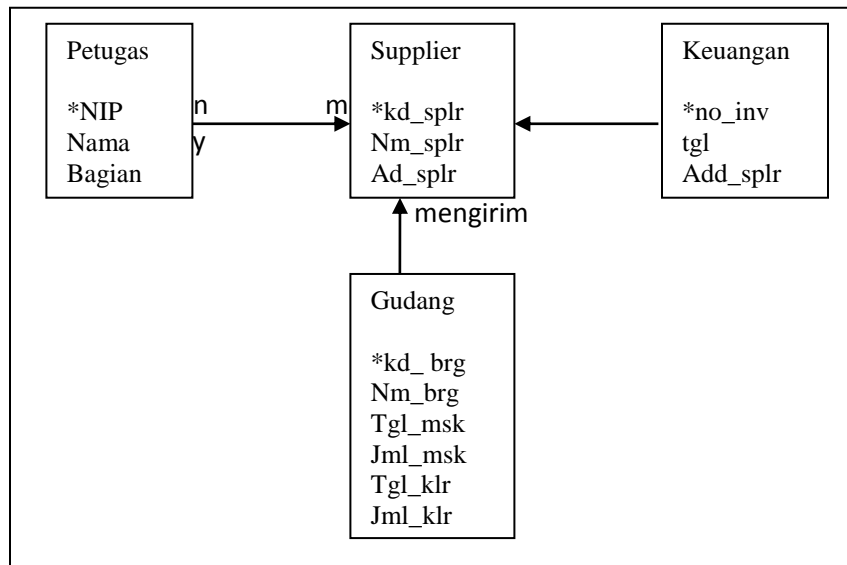 Petugas
*NIP
Nama
Bagian
n
y
m
Supplier
*kd_splr
Nm_splr
Ad_splr
Keuangan
*no_inv
tgl
Add_splr
mengirim
Gudang
*kd_ brg
Nm_brg
Tgl_msk
Jml_msk
Tgl_klr
Jml_klr